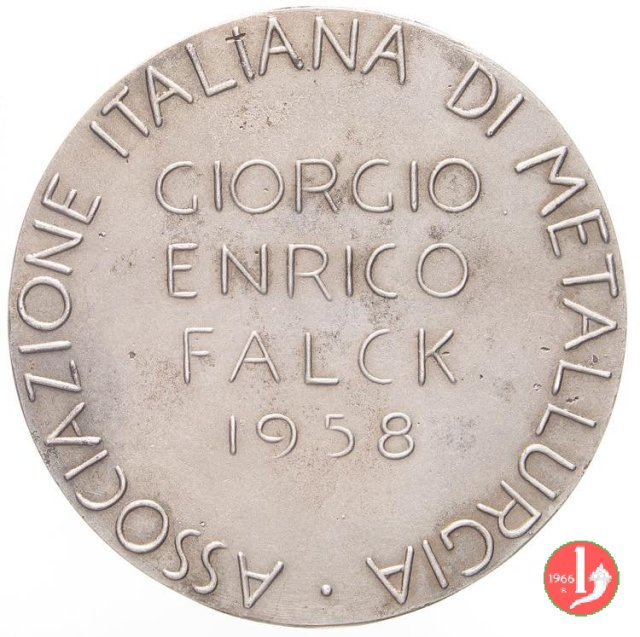 ASSOCIAZIONE ITALIANA DI METALLURGIA ·
GIORGIO
ENRICO
FALCK
1958
1966